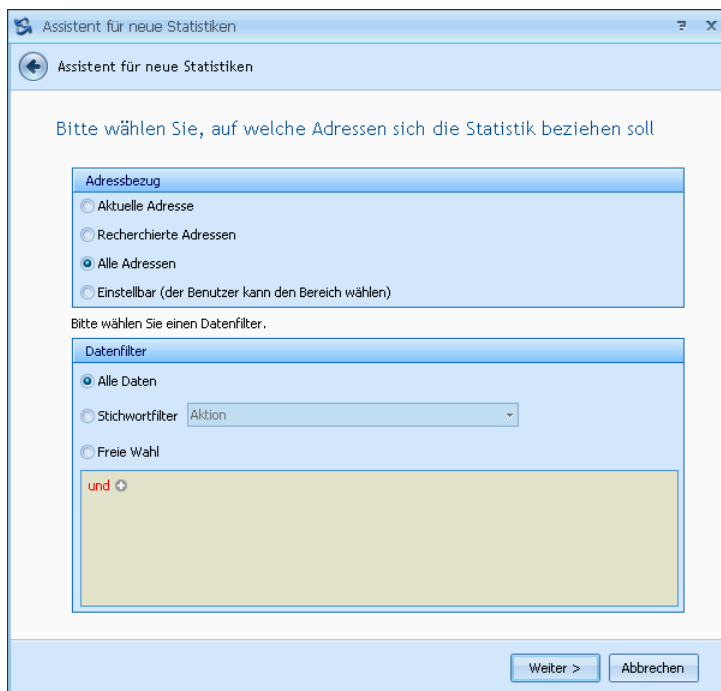 Assistent für neue Statistiken
Assistent für neue Statistiken
Bitte wählen Sie, auf welche Adressen sich die Statistik beziehen soll
Adressbezug
Aktuelle Adresse
Recherchierte Adressen
Alle Adressen
Einstellbar (der Benutzer kann den Bereich wählen)
Bitte wählen Sie einen Datenfilter.
Datenfilter
Alle Daten
Stichwortfilter Aktion
Freie Wahl
und
Weiter > Abbrechen